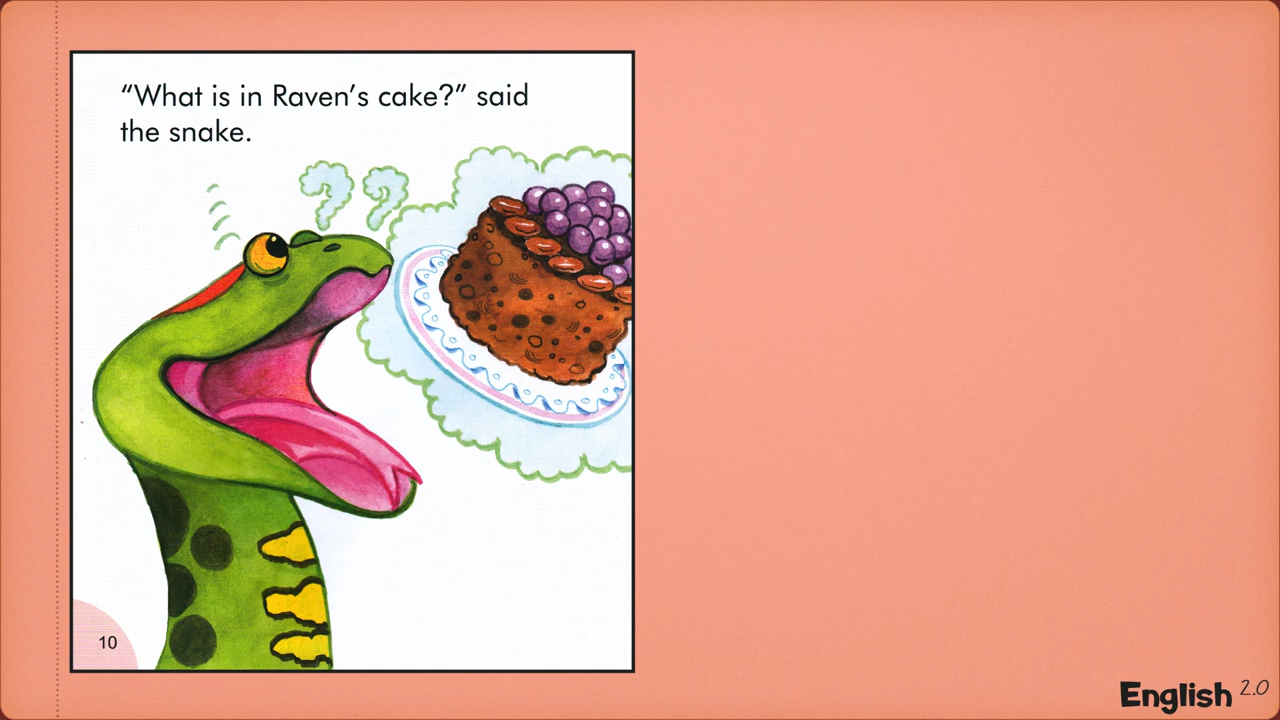 “What is in Raven’s cake?” said
the snake.
??
10
English 2.0